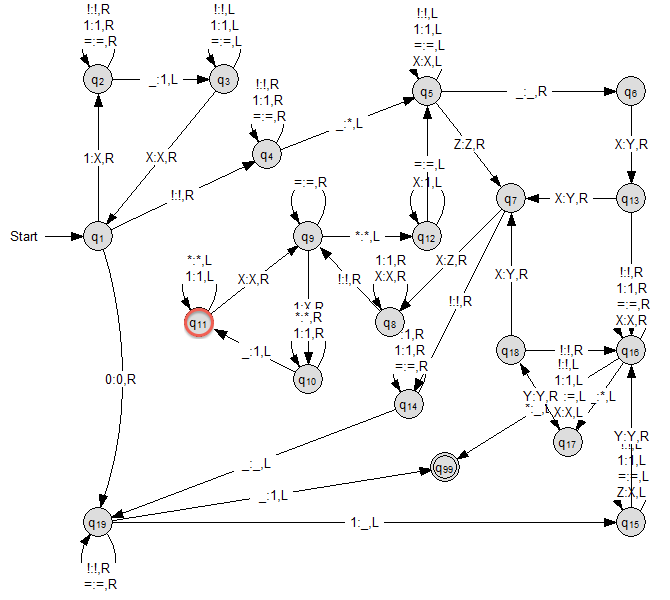 !:!,R
1:1,R
=:=,R
q2
_:1,L
!:!,L
1:1,L
=:=,L
q3
1:X,R
X:X,R
!:!,R
1:1,R
=:=,R
q4
_:*,L
!:!,L
1:1,L
=:=,L
X:X,L
q5
_:_,R
q6
!:!,R
Z:Z,R
X:Y,R
=:=,L
X:1,L
Start
q1
=:=,R
q9
*:*,L
q12
q7
X:Y,R
q13
*:*,L
1:1,L
X:X,R
1:X,R
*:*,R
1:1,R
!:!,R
1:1,R
X:X,R
X:Z,R
!:!,R
X:Y,R
!:!,R
1:1,R
=:=,R
X:X,R
q11
q8
q18
!:!,R
q16
_:1,L
q10
:1,R
1:1,R
=:=,R
q14
!:!,L
1:1,L
:=,L
X:X,L
_:*,L
0:0,R
Y:Y,R
*:_,L
q17
Y:Y,R
_:_,L
q99
1:1,L
=:=,L
Z:X,L
_:1,L
q19
1:_,L
q15
!:!,R
=:=,R